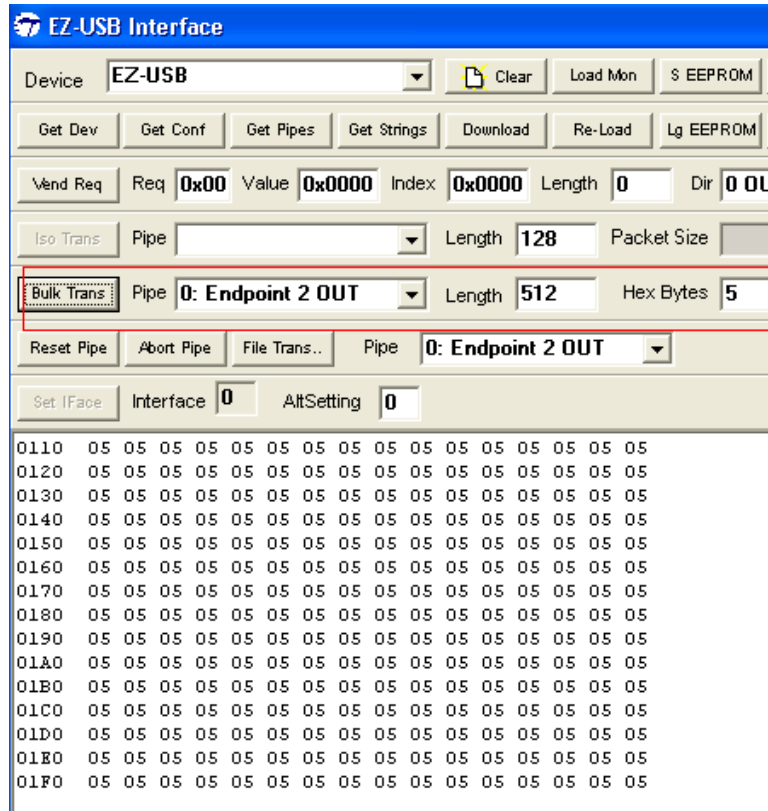 EZ-USB Interface
Device EZ-USB Clear Load Mon S EEPROM
Get Dev Get Conf Get Pipes Get Strings Download Re-Load Lg EEPROM
Vend Req Req 0x00 Value 0x0000 Index 0x0000 Length 0 Dir 0 OU
Iso Trans Pipe Length 128 Packet Size
Bulk Trans Pipe 0: Endpoint 2 OUT Length 512 Hex Bytes 5
Reset Pipe Abort Pipe File Trans.. Pipe 0: Endpoint 2 OUT
Set IFace Interface 0 AltSetting 0
0110 05 05 05 05 05 05 05 05 05 05 05 05 05 05 05 05
0120 05 05 05 05 05 05 05 05 05 05 05 05 05 05 05 05
0130 05 05 05 05 05 05 05 05 05 05 05 05 05 05 05 05
0140 05 05 05 05 05 05 05 05 05 05 05 05 05 05 05 05
0150 05 05 05 05 05 05 05 05 05 05 05 05 05 05 05 05
0160 05 05 05 05 05 05 05 05 05 05 05 05 05 05 05 05
0170 05 05 05 05 05 05 05 05 05 05 05 05 05 05 05 05
0180 05 05 05 05 05 05 05 05 05 05 05 05 05 05 05 05
0190 05 05 05 05 05 05 05 05 05 05 05 05 05 05 05 05
01A0 05 05 05 05 05 05 05 05 05 05 05 05 05 05 05 05
01B0 05 05 05 05 05 05 05 05 05 05 05 05 05 05 05 05
01C0 05 05 05 05 05 05 05 05 05 05 05 05 05 05 05 05
01D0 05 05 05 05 05 05 05 05 05 05 05 05 05 05 05 05
01E0 05 05 05 05 05 05 05 05 05 05 05 05 05 05 05 05
01F0 05 05 05 05 05 05 05 05 05 05 05 05 05 05 05 05